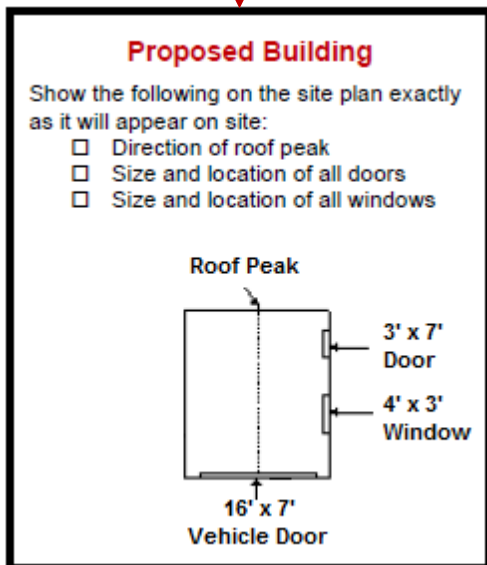 Proposed Building
Show the following on the site plan exactly
as it will appear on site:
☐ Direction of roof peak
☐ Size and location of all doors
☐ Size and location of all windows
Roof Peak
3' x 7'
Door
4' x 3'
Window
16' x 7'
Vehicle Door